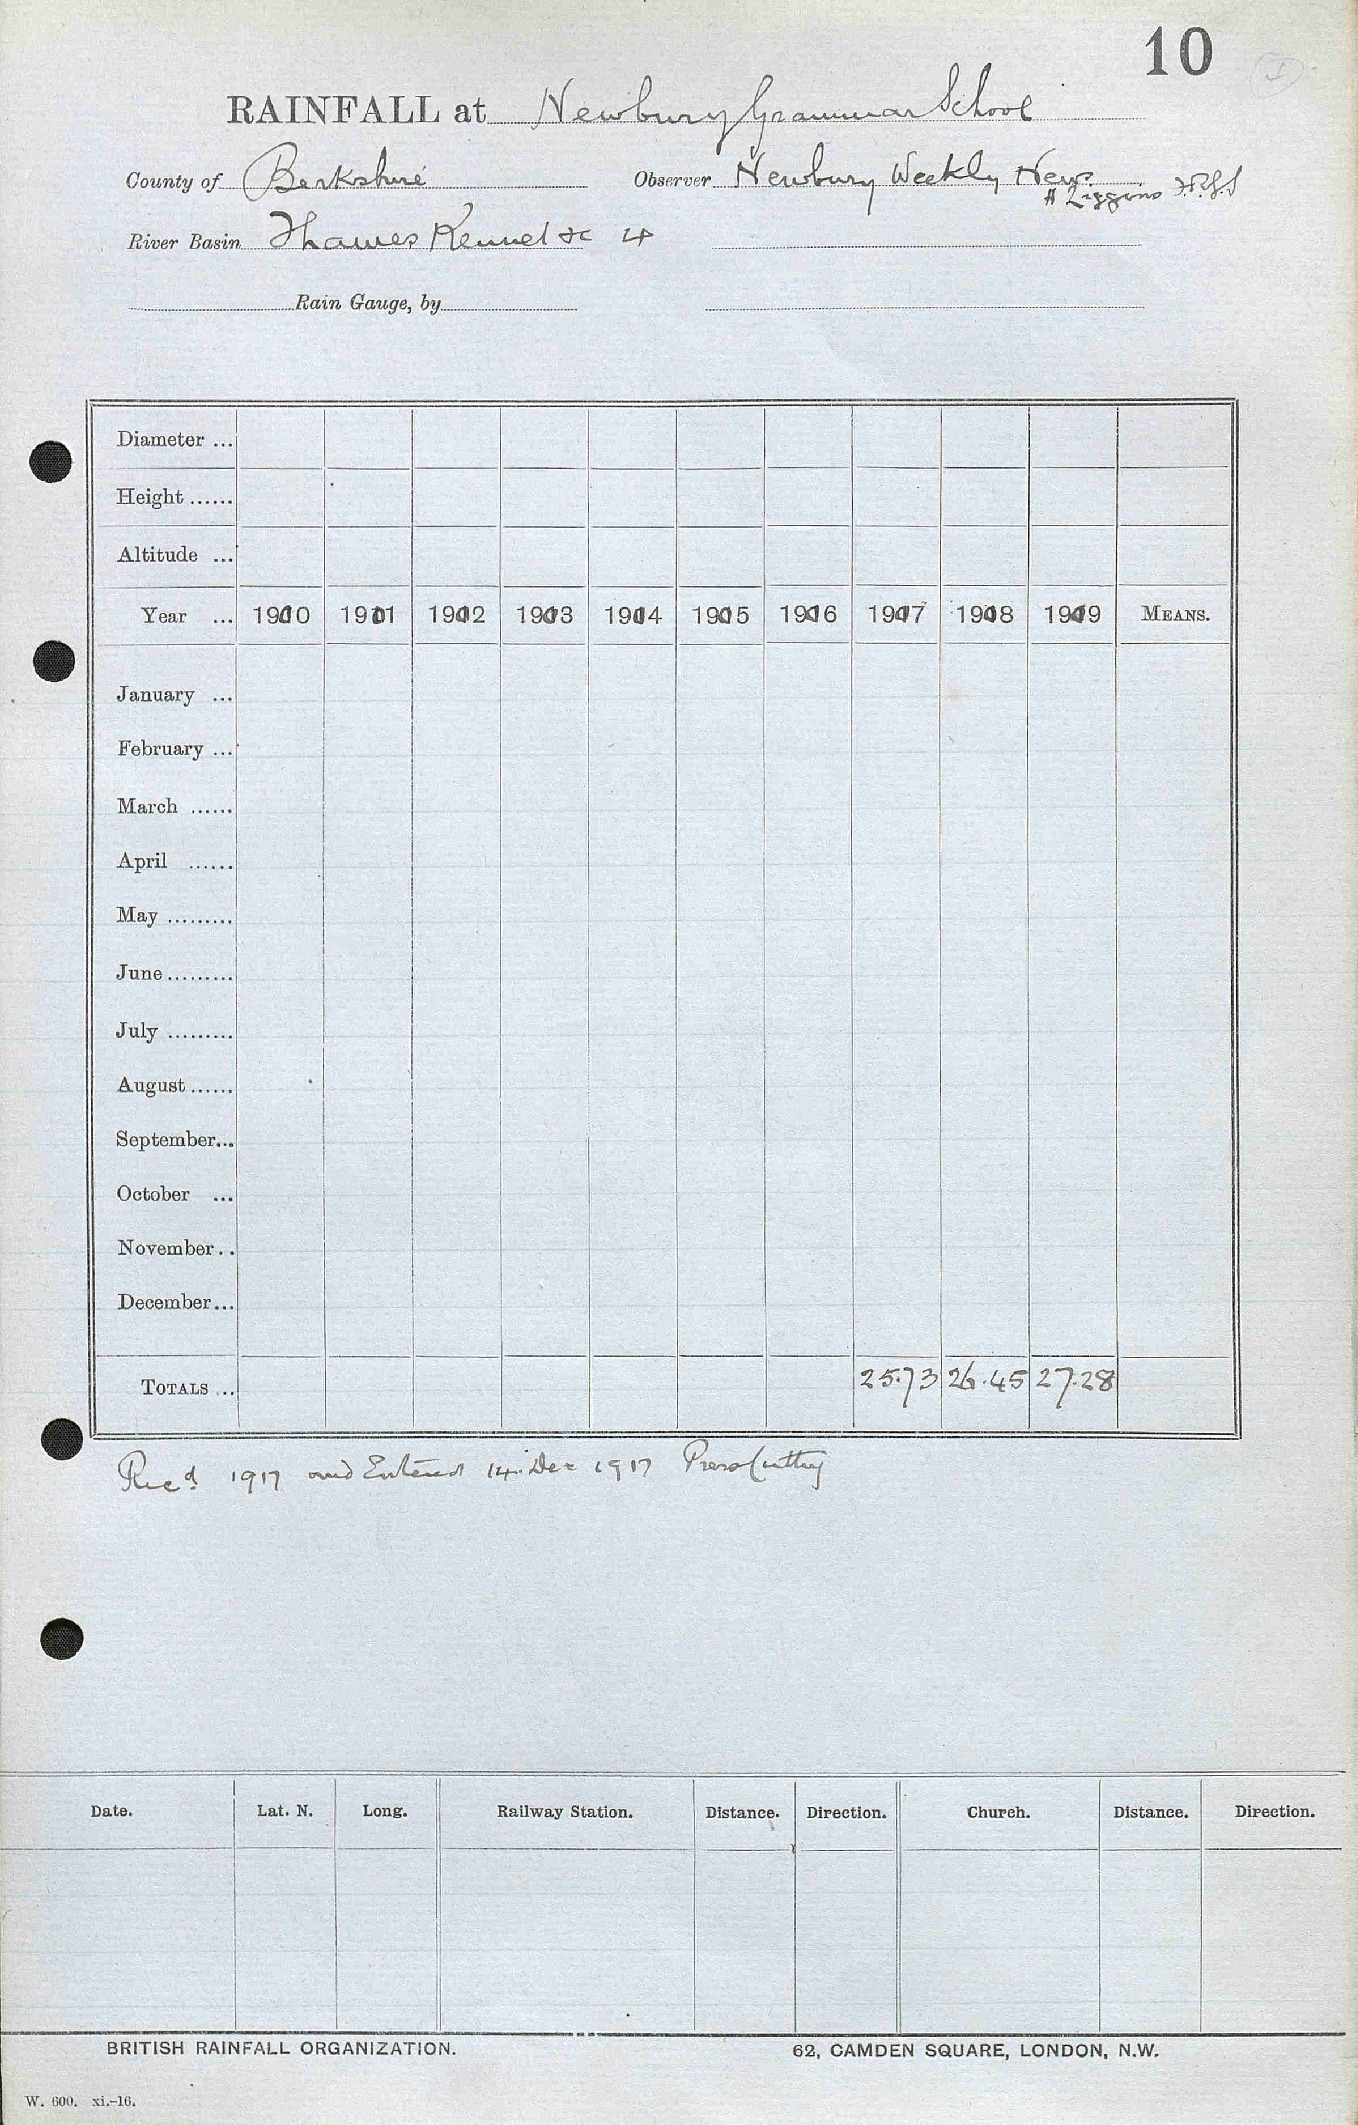 10
RAINFALL at Newbury Grammar School
County of Berkshire Observer Newbury Weekly News
H Liggins
River Basin Thames Kennet &c 4
Rain Gauge, by
Diameter ...
Height ......
Altitude ...
Year ... 1910 1911 1912 1913 1914 1915 1916 1917 1918 1919 MEANS.
January ...
February ...
March ......
April ......
May .........
June .........
July .........
August ......
September...
October ...
November ..
December ...
TOTALS ... 25.73 26.45 27.28
Recd 1917 and Entered 14. Dec 1917 Press Cutting
Date. Lat. N. Long. Railway Station. Distance. Direction. Church. Distance. Direction.
BRITISH RAINFALL ORGANIZATION. 62, CAMDEN SQUARE, LONDON, N.W.
W. 600. xi.-16.